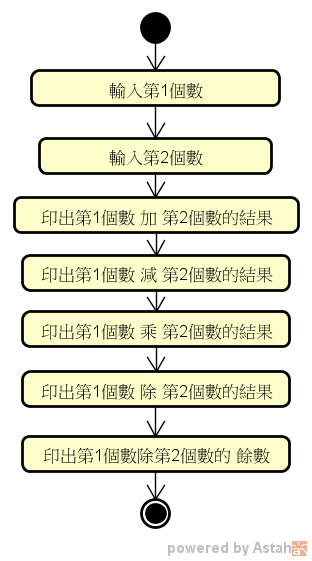 輸入第1個數
輸入第2個數
印出第1個數 加 第2個數的結果
印出第1個數 減 第2個數的結果
印出第1個數 乘 第2個數的結果
印出第1個數 除 第2個數的結果
印出第1個數除第2個數的 餘數
powered by Astah